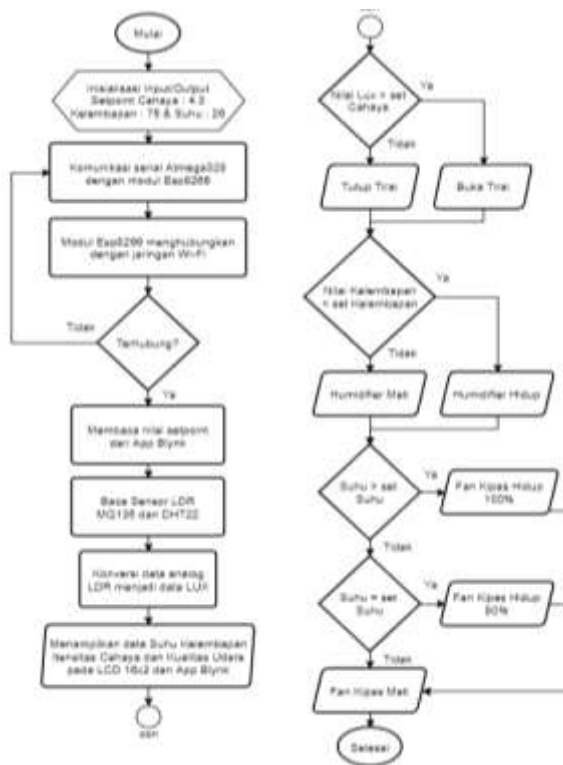 Mulai
Inisialisasi Input/Output
Setpoint Cahaya : 4.0
Kelembapan : 75 & Suhu : 26
Komunikasi serial Atmega328
dengan modul Esp8266
Modul Esp8266 menghubungkan
dengan jaringan Wi-Fi
Tidak
Terhubung?
Ya
Membaca nilai setpoint
dari App Blynk
Baca Sensor LDR
MQ135 dan DHT22
Konversi data analog
LDR menjadi data LUX
Menampilkan data Suhu Kelembapan
Itensitas Cahaya dan Kualitas Udara
pada LCD 16x2 dan App Blynk
Nilai Lux = set
Cahaya
Ya
Tidak
Tutup Tirai
Buka Tirai
Nilai Kelembapan
< set Kelembapan
Ya
Tidak
Humidifier Mati
Humidifier Hidup
Suhu > set
Suhu
Ya
Fan Kipas Hidup
100%
Tidak
Suhu = set
Suhu
Ya
Fan Kipas Hidup
Tidak
Fan Kipas Mati
Selesai